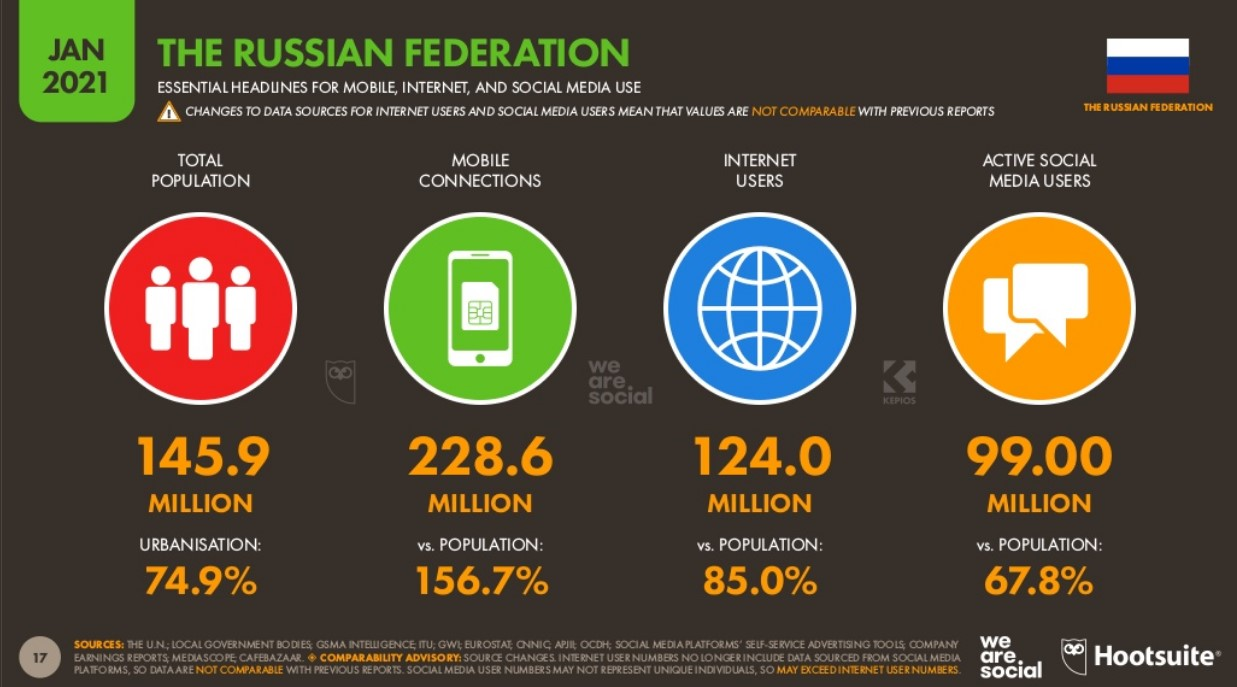 JAN
2021
THE RUSSIAN FEDERATION
ESSENTIAL HEADLINES FOR MOBILE, INTERNET, AND SOCIAL MEDIA USE
CHANGES TO DATA SOURCES FOR INTERNET USERS AND SOCIAL MEDIA USERS MEAN THAT VALUES ARE NOT COMPARABLE WITH PREVIOUS REPORTS
THE RUSSIAN FEDERATION
TOTAL
POPULATION
MOBILE
CONNECTIONS
INTERNET
USERS
ACTIVE SOCIAL
MEDIA USERS
we
are
social
KEPIOS
145.9
MILLION
URBANISATION:
74.9%
228.6
MILLION
vs. POPULATION:
156.7%
124.0
MILLION
vs. POPULATION:
85.0%
99.00
MILLION
vs. POPULATION:
67.8%
17
SOURCES: THE U.N.; LOCAL GOVERNMENT BODIES; GSMA INTELLIGENCE; ITU; GWI; EUROSTAT; CNNIC; APJII; OCDH; SOCIAL MEDIA PLATFORMS' SELF-SERVICE ADVERTISING TOOLS; COMPANY
EARNINGS REPORTS; MEDIASCOPE; CAFEBAZAAR. ◈ COMPARABILITY ADVISORY: SOURCE CHANGES. INTERNET USER NUMBERS NO LONGER INCLUDE DATA SOURCED FROM SOCIAL MEDIA
PLATFORMS, SO DATA ARE NOT COMPARABLE WITH PREVIOUS REPORTS. SOCIAL MEDIA USER NUMBERS MAY NOT REPRESENT UNIQUE INDIVIDUALS, SO MAY EXCEED INTERNET USER NUMBERS.
we
are
social
Hootsuite®